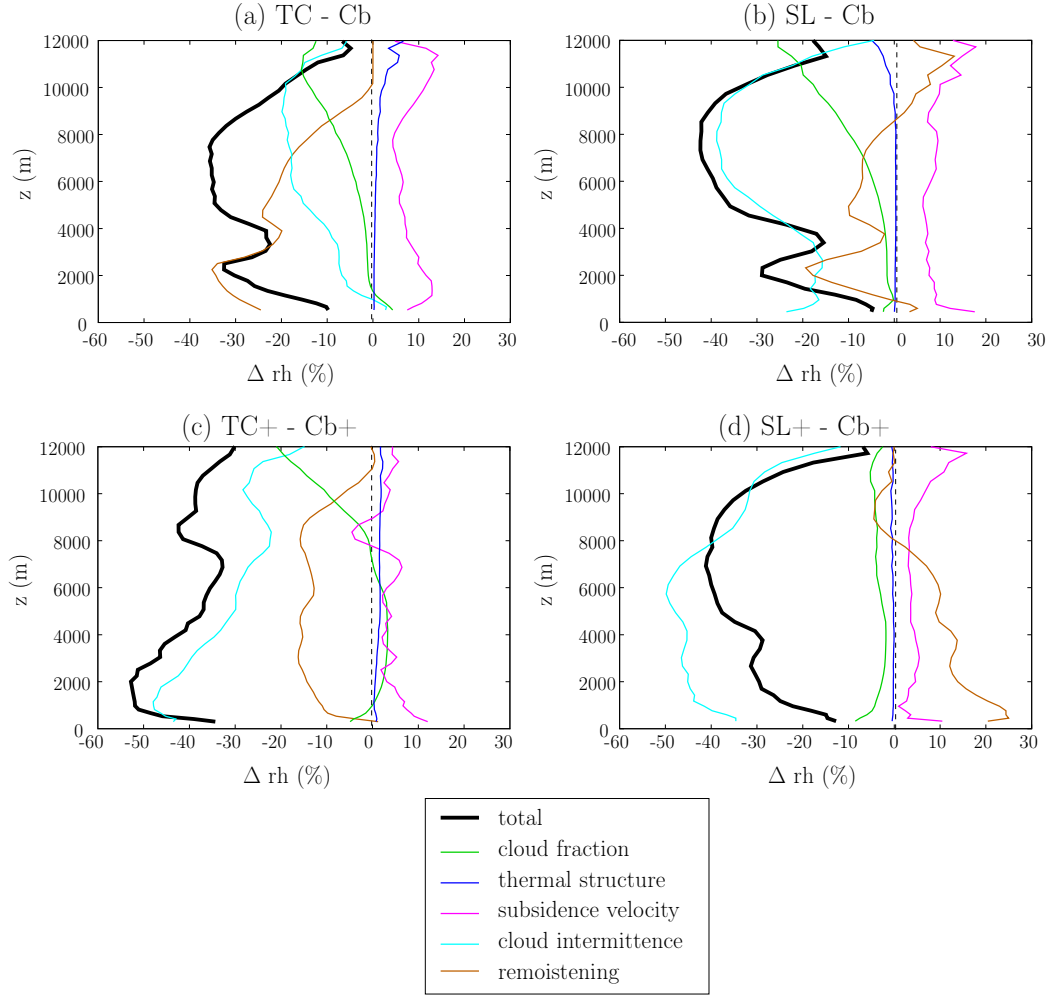 (a) TC - Cb
12000
10000
8000
6000
4000
2000
0
z (m)
-60 -50 -40 -30 -20 -10 0 10 20 30
Δ rh (%)
(b) SL - Cb
12000
10000
8000
6000
4000
2000
0
z (m)
-60 -50 -40 -30 -20 -10 0 10 20 30
Δ rh (%)
(c) TC+ - Cb+
12000
10000
8000
6000
4000
2000
0
z (m)
-60 -50 -40 -30 -20 -10 0 10 20 30
Δ rh (%)
(d) SL+ - Cb+
12000
10000
8000
6000
4000
2000
0
z (m)
-60 -50 -40 -30 -20 -10 0 10 20 30
Δ rh (%)
total
cloud fraction
thermal structure
subsidence velocity
cloud intermittence
remoistening